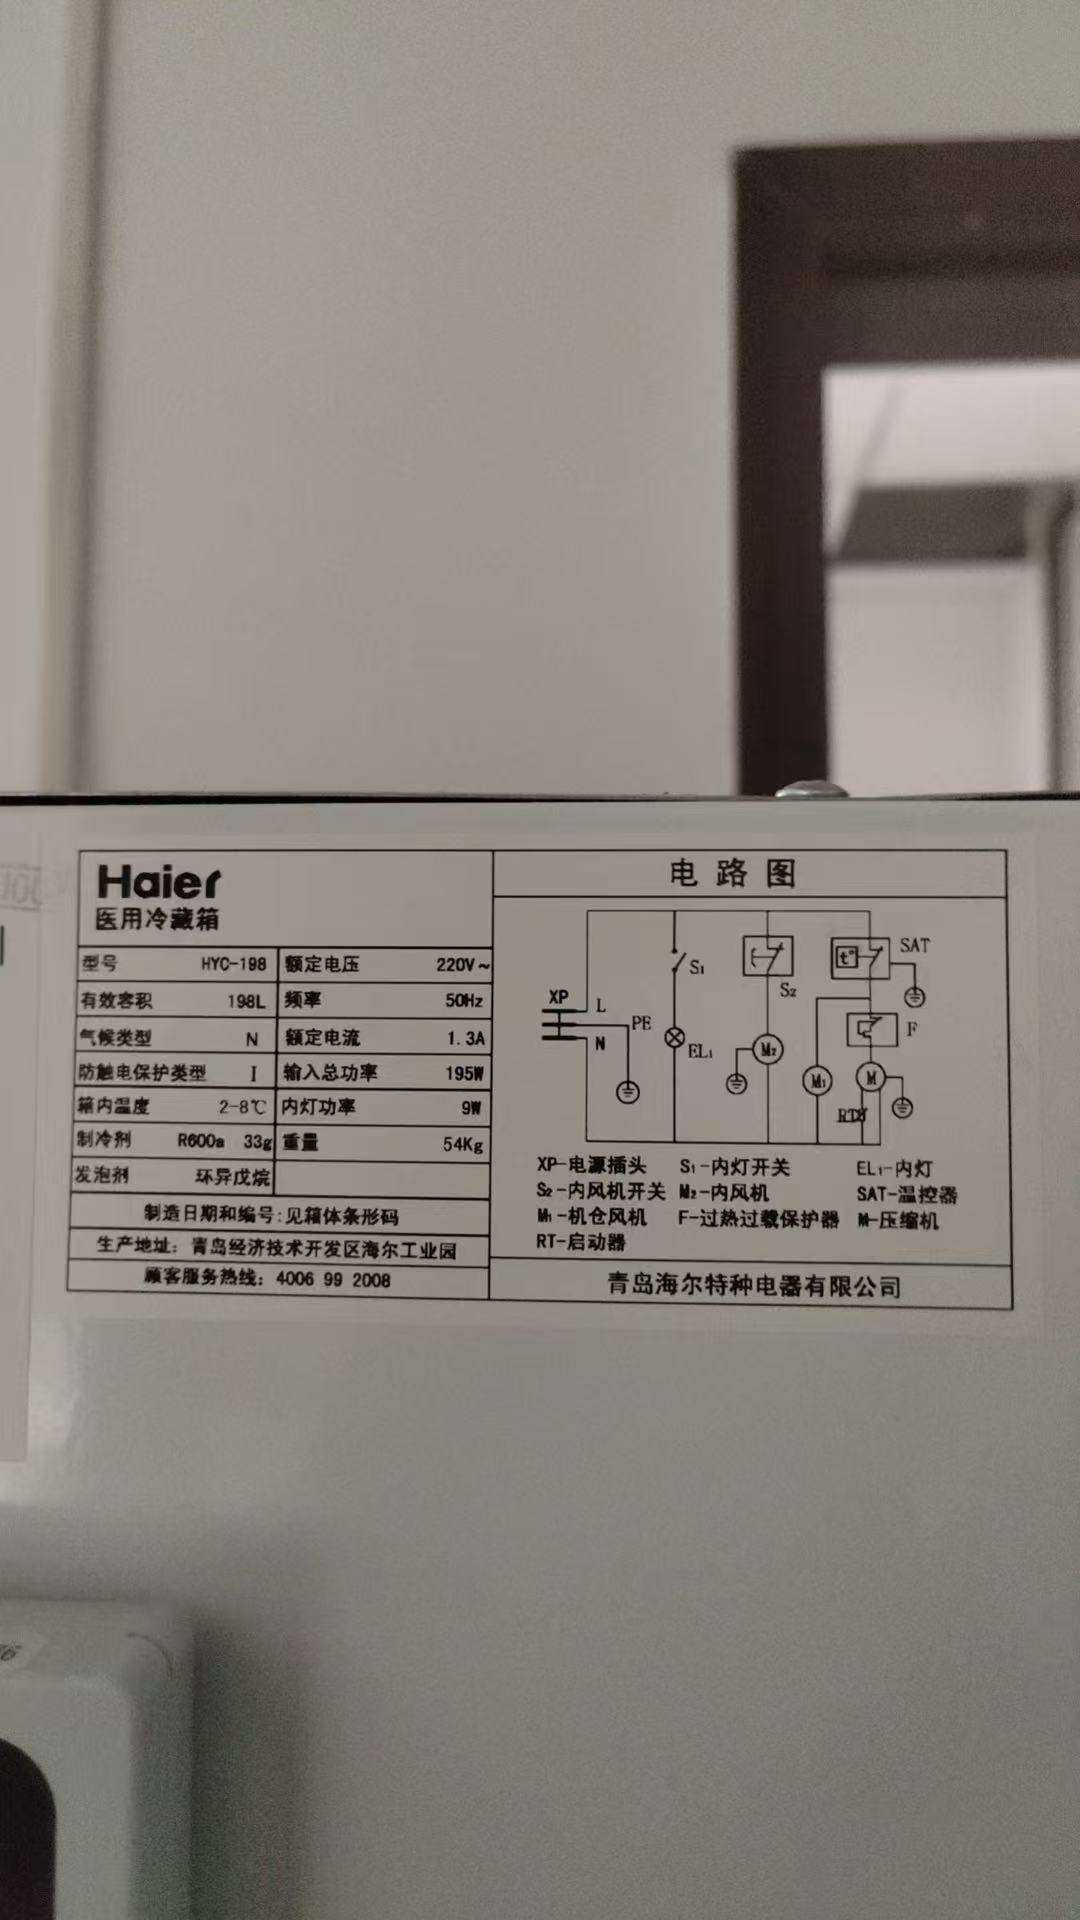 Haier
医用冷藏箱
型号 HYC-198 额定电压 220V~
有效容积 198L 频率 50Hz
气候类型 N 额定电流 1.3A
防触电保护类型 I 输入总功率 195W
箱内温度 2-8℃ 内灯功率 9W
制冷剂 R600a 33g 重量 54Kg
发泡剂 环异戊烷
制造日期和编号:见箱体条形码
生产地址：青岛经济技术开发区海尔工业园
顾客服务热线：4006 99 2008
电路图
SAT
S₁
S₂
XP
L
PE
F
N
EL₁
M₂
M₁
M
RT
XP-电源插头 S₁-内灯开关 EL₁-内灯
S₂-内风机开关 M₂-内风机 SAT-温控器
M₁-机仓风机 F-过热过载保护器 M-压缩机
RT-启动器
青岛海尔特种电器有限公司